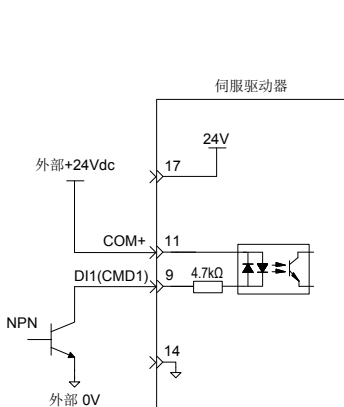 伺服驱动器
24V
外部+24Vdc
17
COM+ 11
DI1(CMD1) 9 4.7kΩ
NPN
14
外部 0V